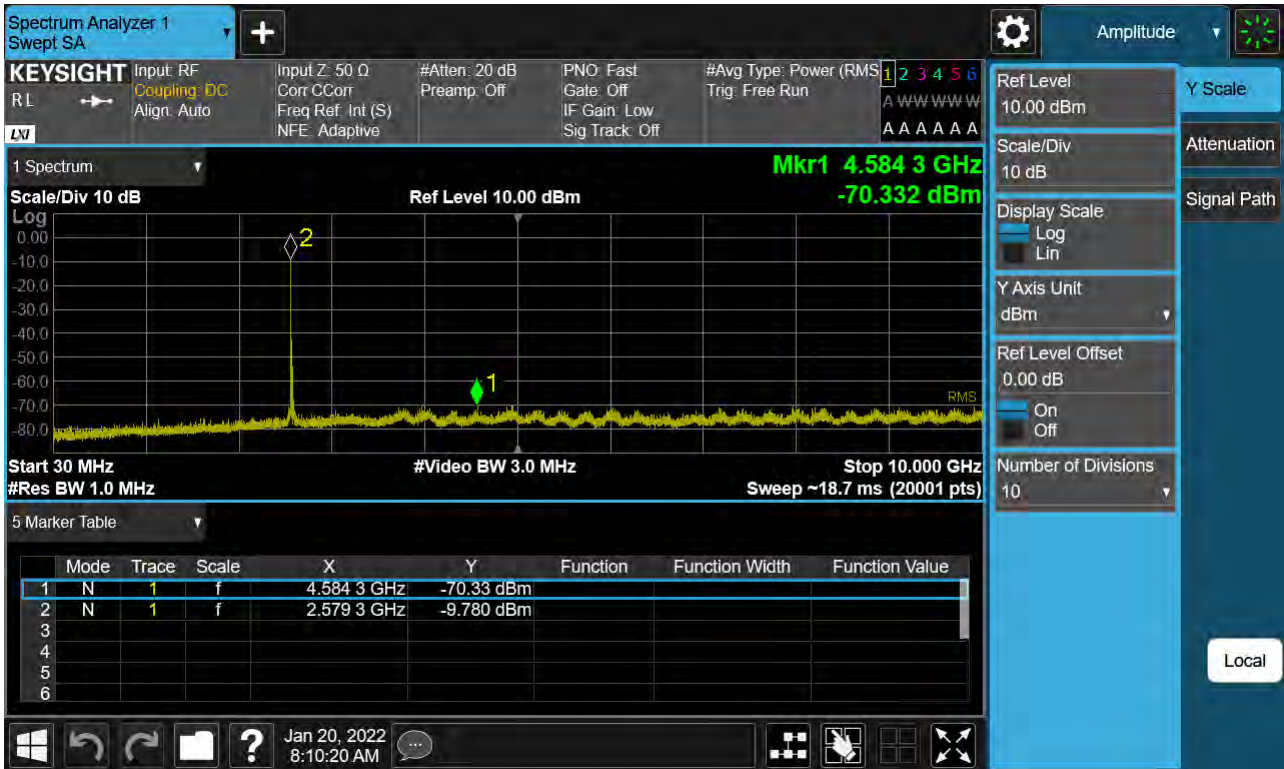 Spectrum Analyzer 1
Swept SA
+
Amplitude
KEYSIGHT
RL
LXI
Input: RF
Coupling: DC
Align: Auto
Input Z: 50 Ω
Corr CCorr
Freq Ref: Int (S)
NFE: Adaptive
#Atten: 20 dB
Preamp: Off
PNO: Fast
Gate: Off
IF Gain: Low
Sig Track: Off
#Avg Type: Power (RMS
Trig: Free Run
1 2 3 4 5 6
A W W W W W
A A A A A A
1 Spectrum
Mkr1 4.584 3 GHz
-70.332 dBm
Scale/Div 10 dB
Ref Level 10.00 dBm
Log
0.00
-10.0
-20.0
-30.0
-40.0
-50.0
-60.0
-70.0
-80.0
2
1
RMS
Start 30 MHz
#Video BW 3.0 MHz
Stop 10.000 GHz
#Res BW 1.0 MHz
Sweep ~18.7 ms (20001 pts)
5 Marker Table
Mode Trace Scale X Y Function Function Width Function Value
1 N 1 f 4.584 3 GHz -70.33 dBm
2 N 1 f 2.579 3 GHz -9.780 dBm
3
4
5
6
Ref Level
10.00 dBm
Scale/Div
10 dB
Display Scale
Log
Lin
Y Axis Unit
dBm
Ref Level Offset
0.00 dB
On
Off
Number of Divisions
10
Y Scale
Attenuation
Signal Path
Local
?
Jan 20, 2022
8:10:20 AM